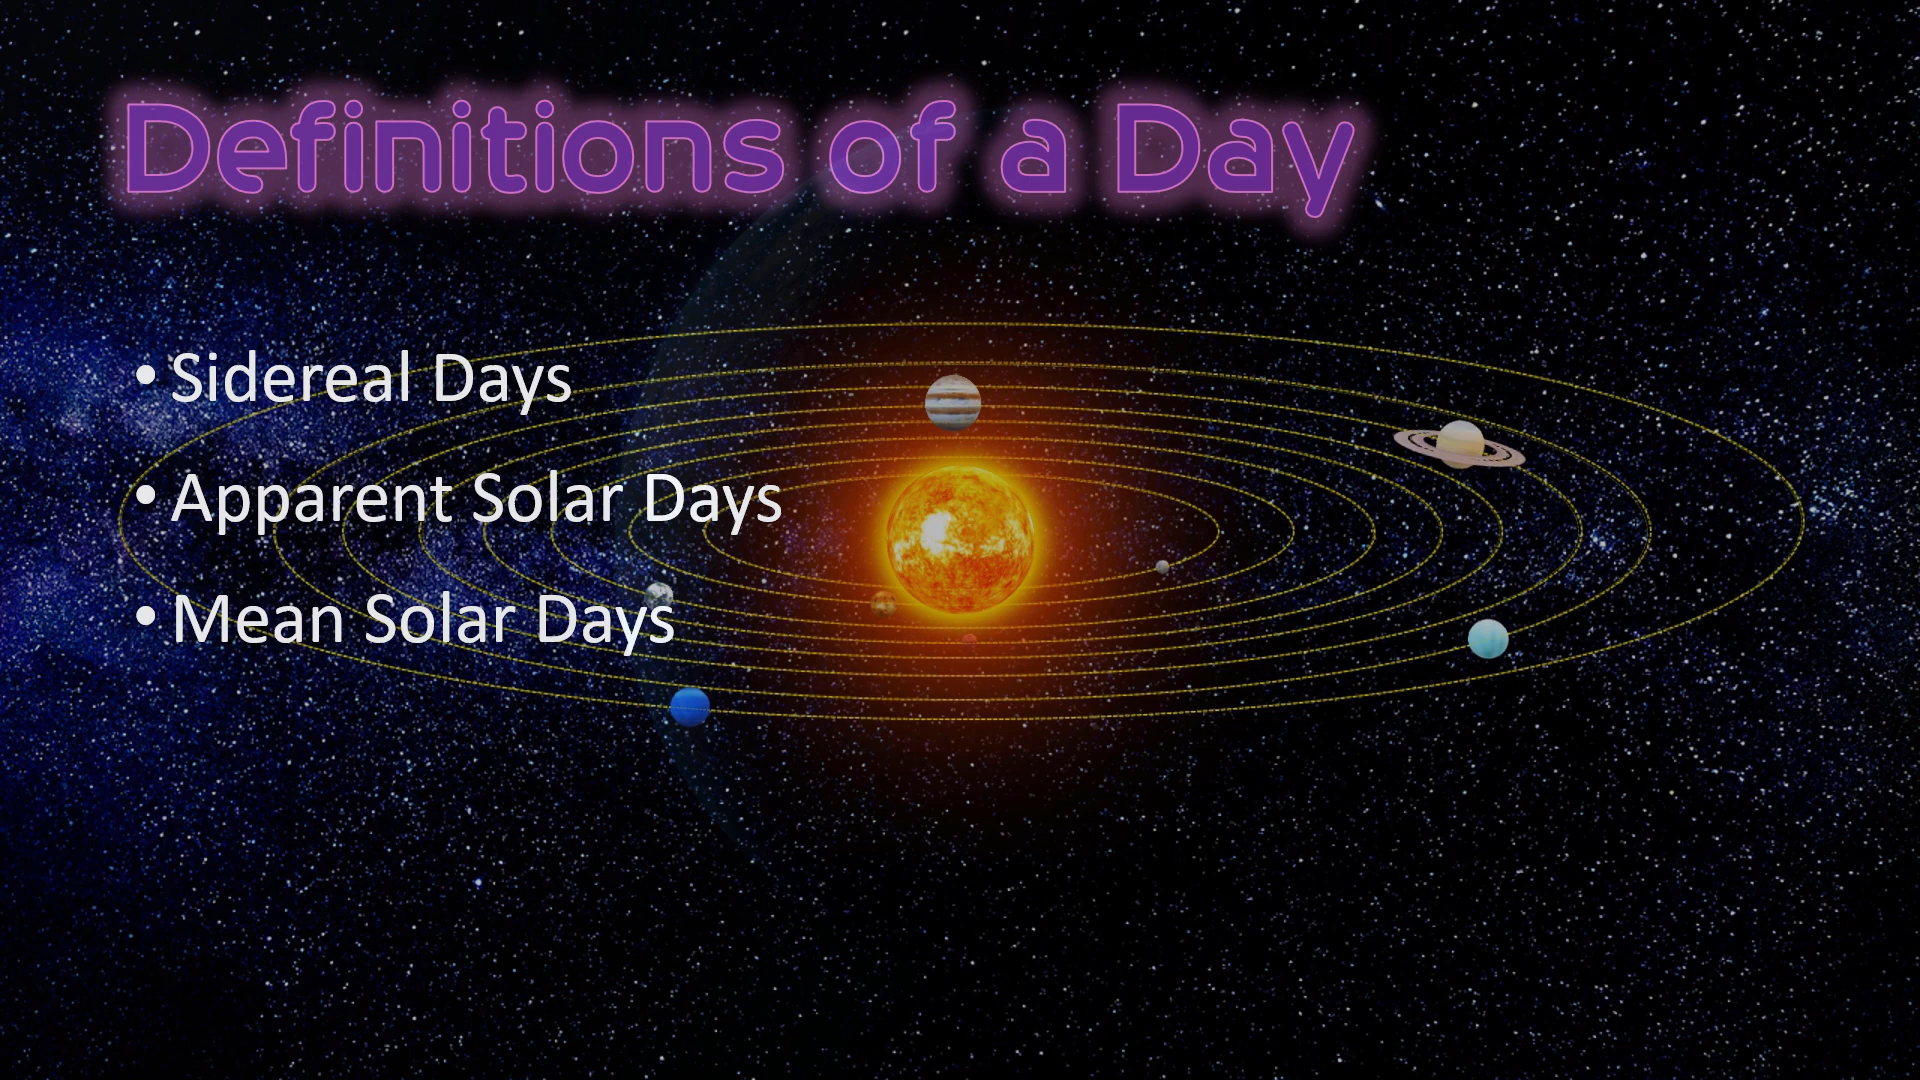 Definitions of a Day
• Sidereal Days
• Apparent Solar Days
• Mean Solar Days